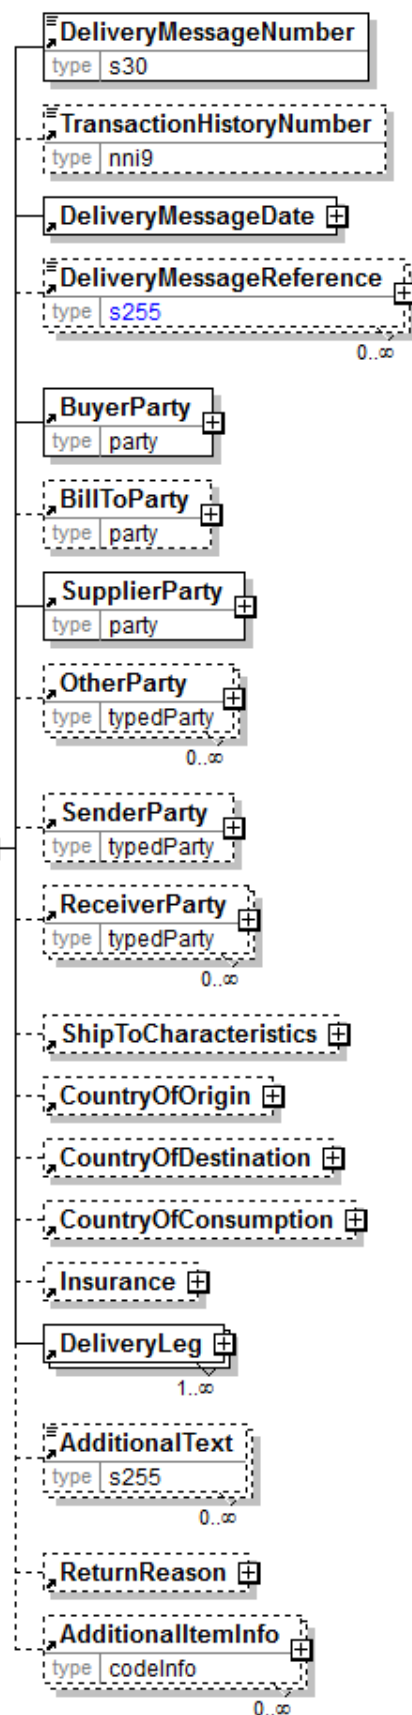 DeliveryMessageNumber
type s30
TransactionHistoryNumber
type nni9
DeliveryMessageDate
DeliveryMessageReference
type s255
0..∞
BuyerParty
type party
BillToParty
type party
SupplierParty
type party
OtherParty
type typedParty
0..∞
SenderParty
type typedParty
ReceiverParty
type typedParty
0..∞
ShipToCharacteristics
CountryOfOrigin
CountryOfDestination
CountryOfConsumption
Insurance
DeliveryLeg
1..∞
AdditionalText
type s255
0..∞
ReturnReason
AdditionalItemInfo
type codeInfo
0..∞